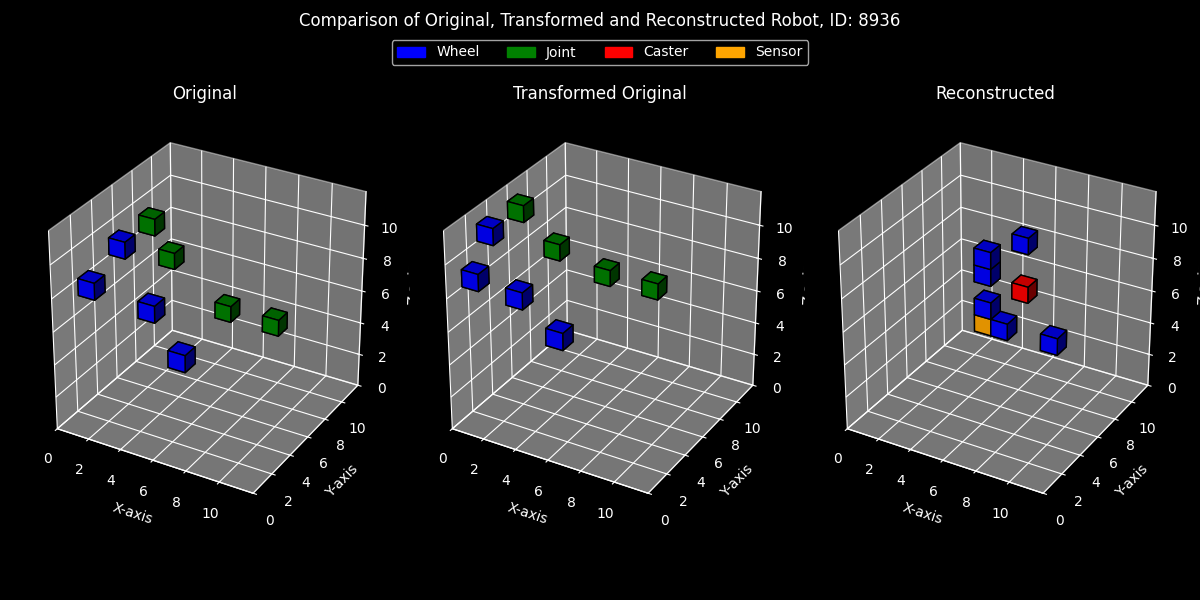 Comparison of Original, Transformed and Reconstructed Robot, ID: 8936
Wheel Joint Caster Sensor
Original Transformed Original Reconstructed
10 10 10
8 8 8
6 6 6
4 4 4
2 2 2
0 0 0
10 10 10
8 8 8
6 6 6
4 4 4
2 2 2
0 0 0
0 2 4 6 8 10 0 2 4 6 8 10 0 2 4 6 8 10
X-axis Y-axis X-axis Y-axis X-axis Y-axis